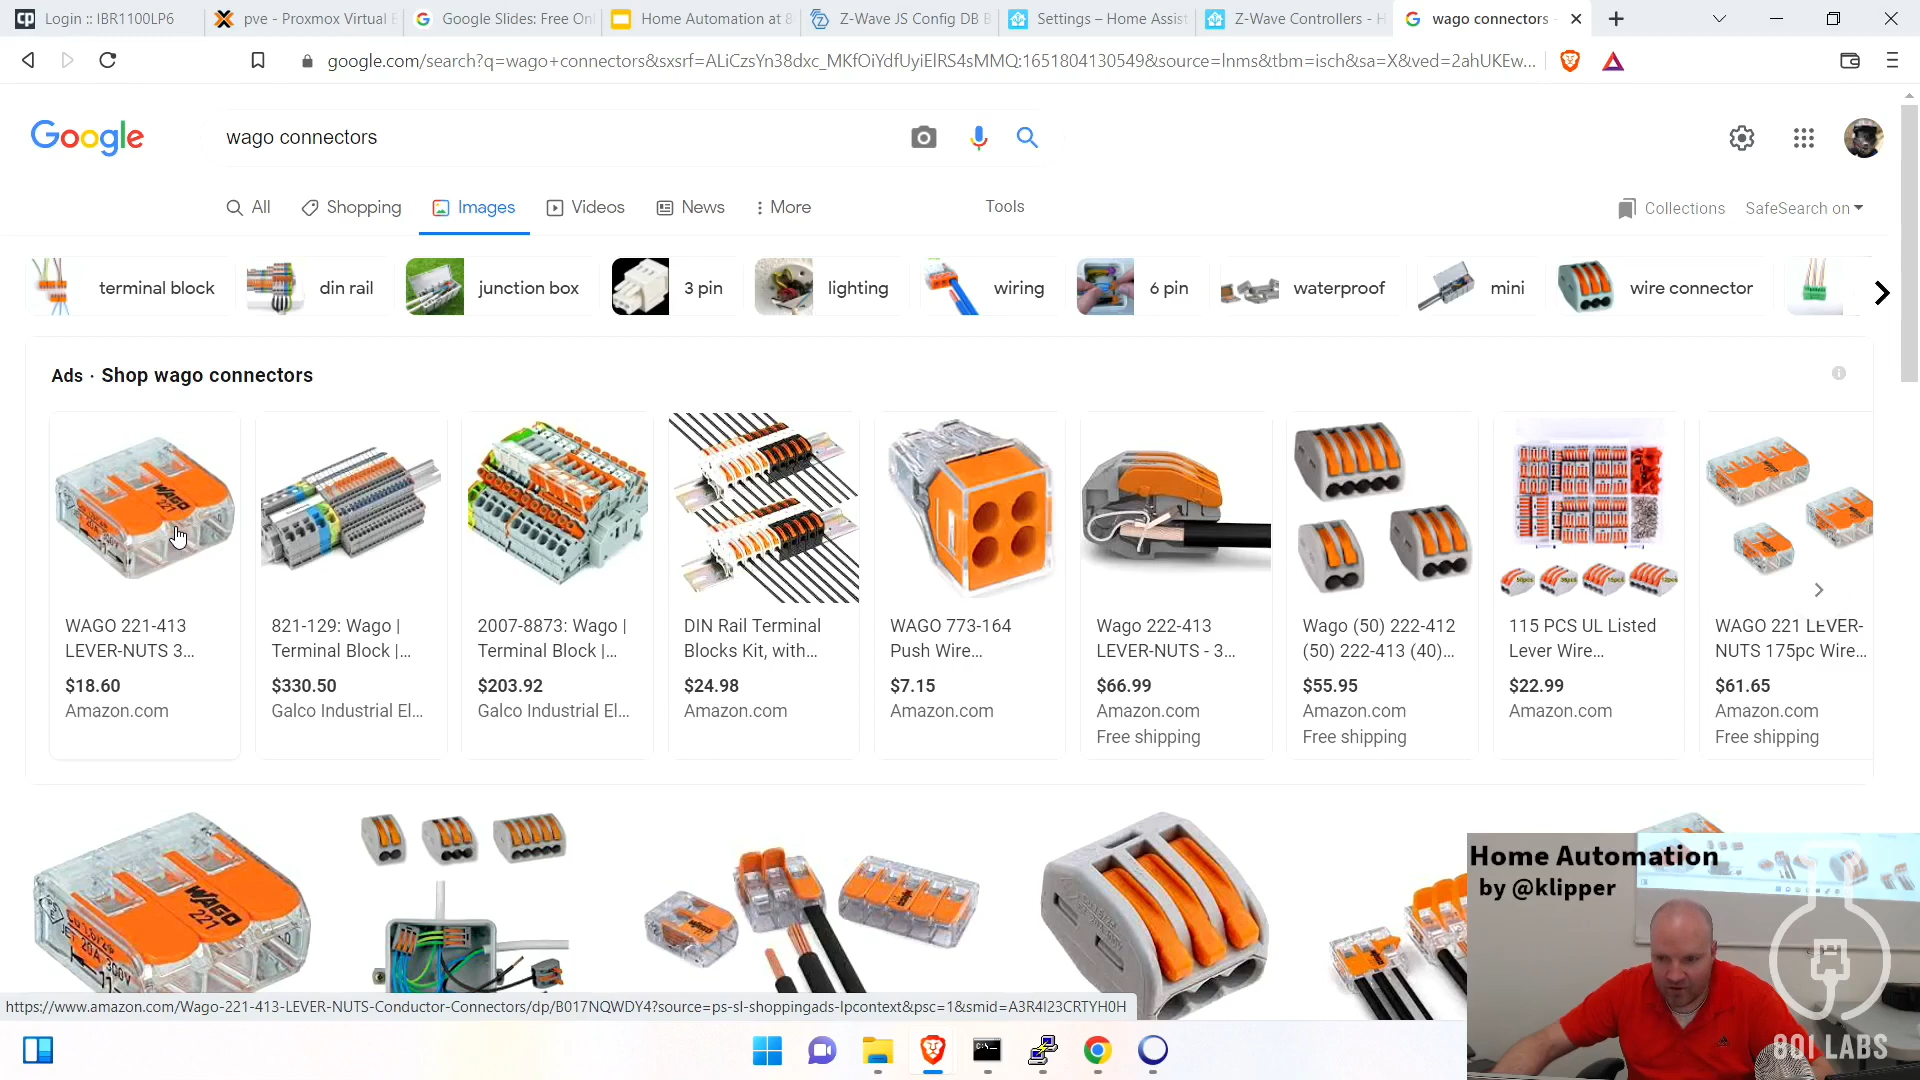 Login :: IBR1100LP6
pve - Proxmox Virtual E
Google Slides: Free Onl
Home Automation at 8
Z-Wave JS Config DB B
Settings – Home Assist
Z-Wave Controllers - H
wago connectors -
google.com/search?q=wago+connectors&sxsrf=ALiCzsYn38dxc_MKfOiYdfUyiElRS4sMMQ:1651804130549&source=lnms&tbm=isch&sa=X&ved=2ahUKEw...
Google
wago connectors
All
Shopping
Images
Videos
News
More
Tools
Collections
SafeSearch on
terminal block
din rail
junction box
3 pin
lighting
wiring
6 pin
waterproof
mini
wire connector
Ads · Shop wago connectors
WAGO
221
WAGO 221-413
LEVER-NUTS 3...
$18.60
Amazon.com
821-129: Wago |
Terminal Block |...
$330.50
Galco Industrial El...
2007-8873: Wago |
Terminal Block |...
$203.92
Galco Industrial El...
DIN Rail Terminal
Blocks Kit, with...
$24.98
Amazon.com
WAGO 773-164
Push Wire...
$7.15
Amazon.com
Wago 222-413
LEVER-NUTS - 3...
$66.99
Amazon.com
Free shipping
Wago (50) 222-412
(50) 222-413 (40)...
$55.95
Amazon.com
Free shipping
115 PCS UL Listed
Lever Wire...
$22.99
Amazon.com
WAGO 221 LEVER-
NUTS 175pc Wire...
$61.65
Amazon.com
Free shipping
WAGO
221
300V
Home Automation
by @klipper
801 LABS
https://www.amazon.com/Wago-221-413-LEVER-NUTS-Conductor-Connectors/dp/B017NQWDY4?source=ps-sl-shoppingads-lpcontext&psc=1&smid=A3R4I23CRTYH0H